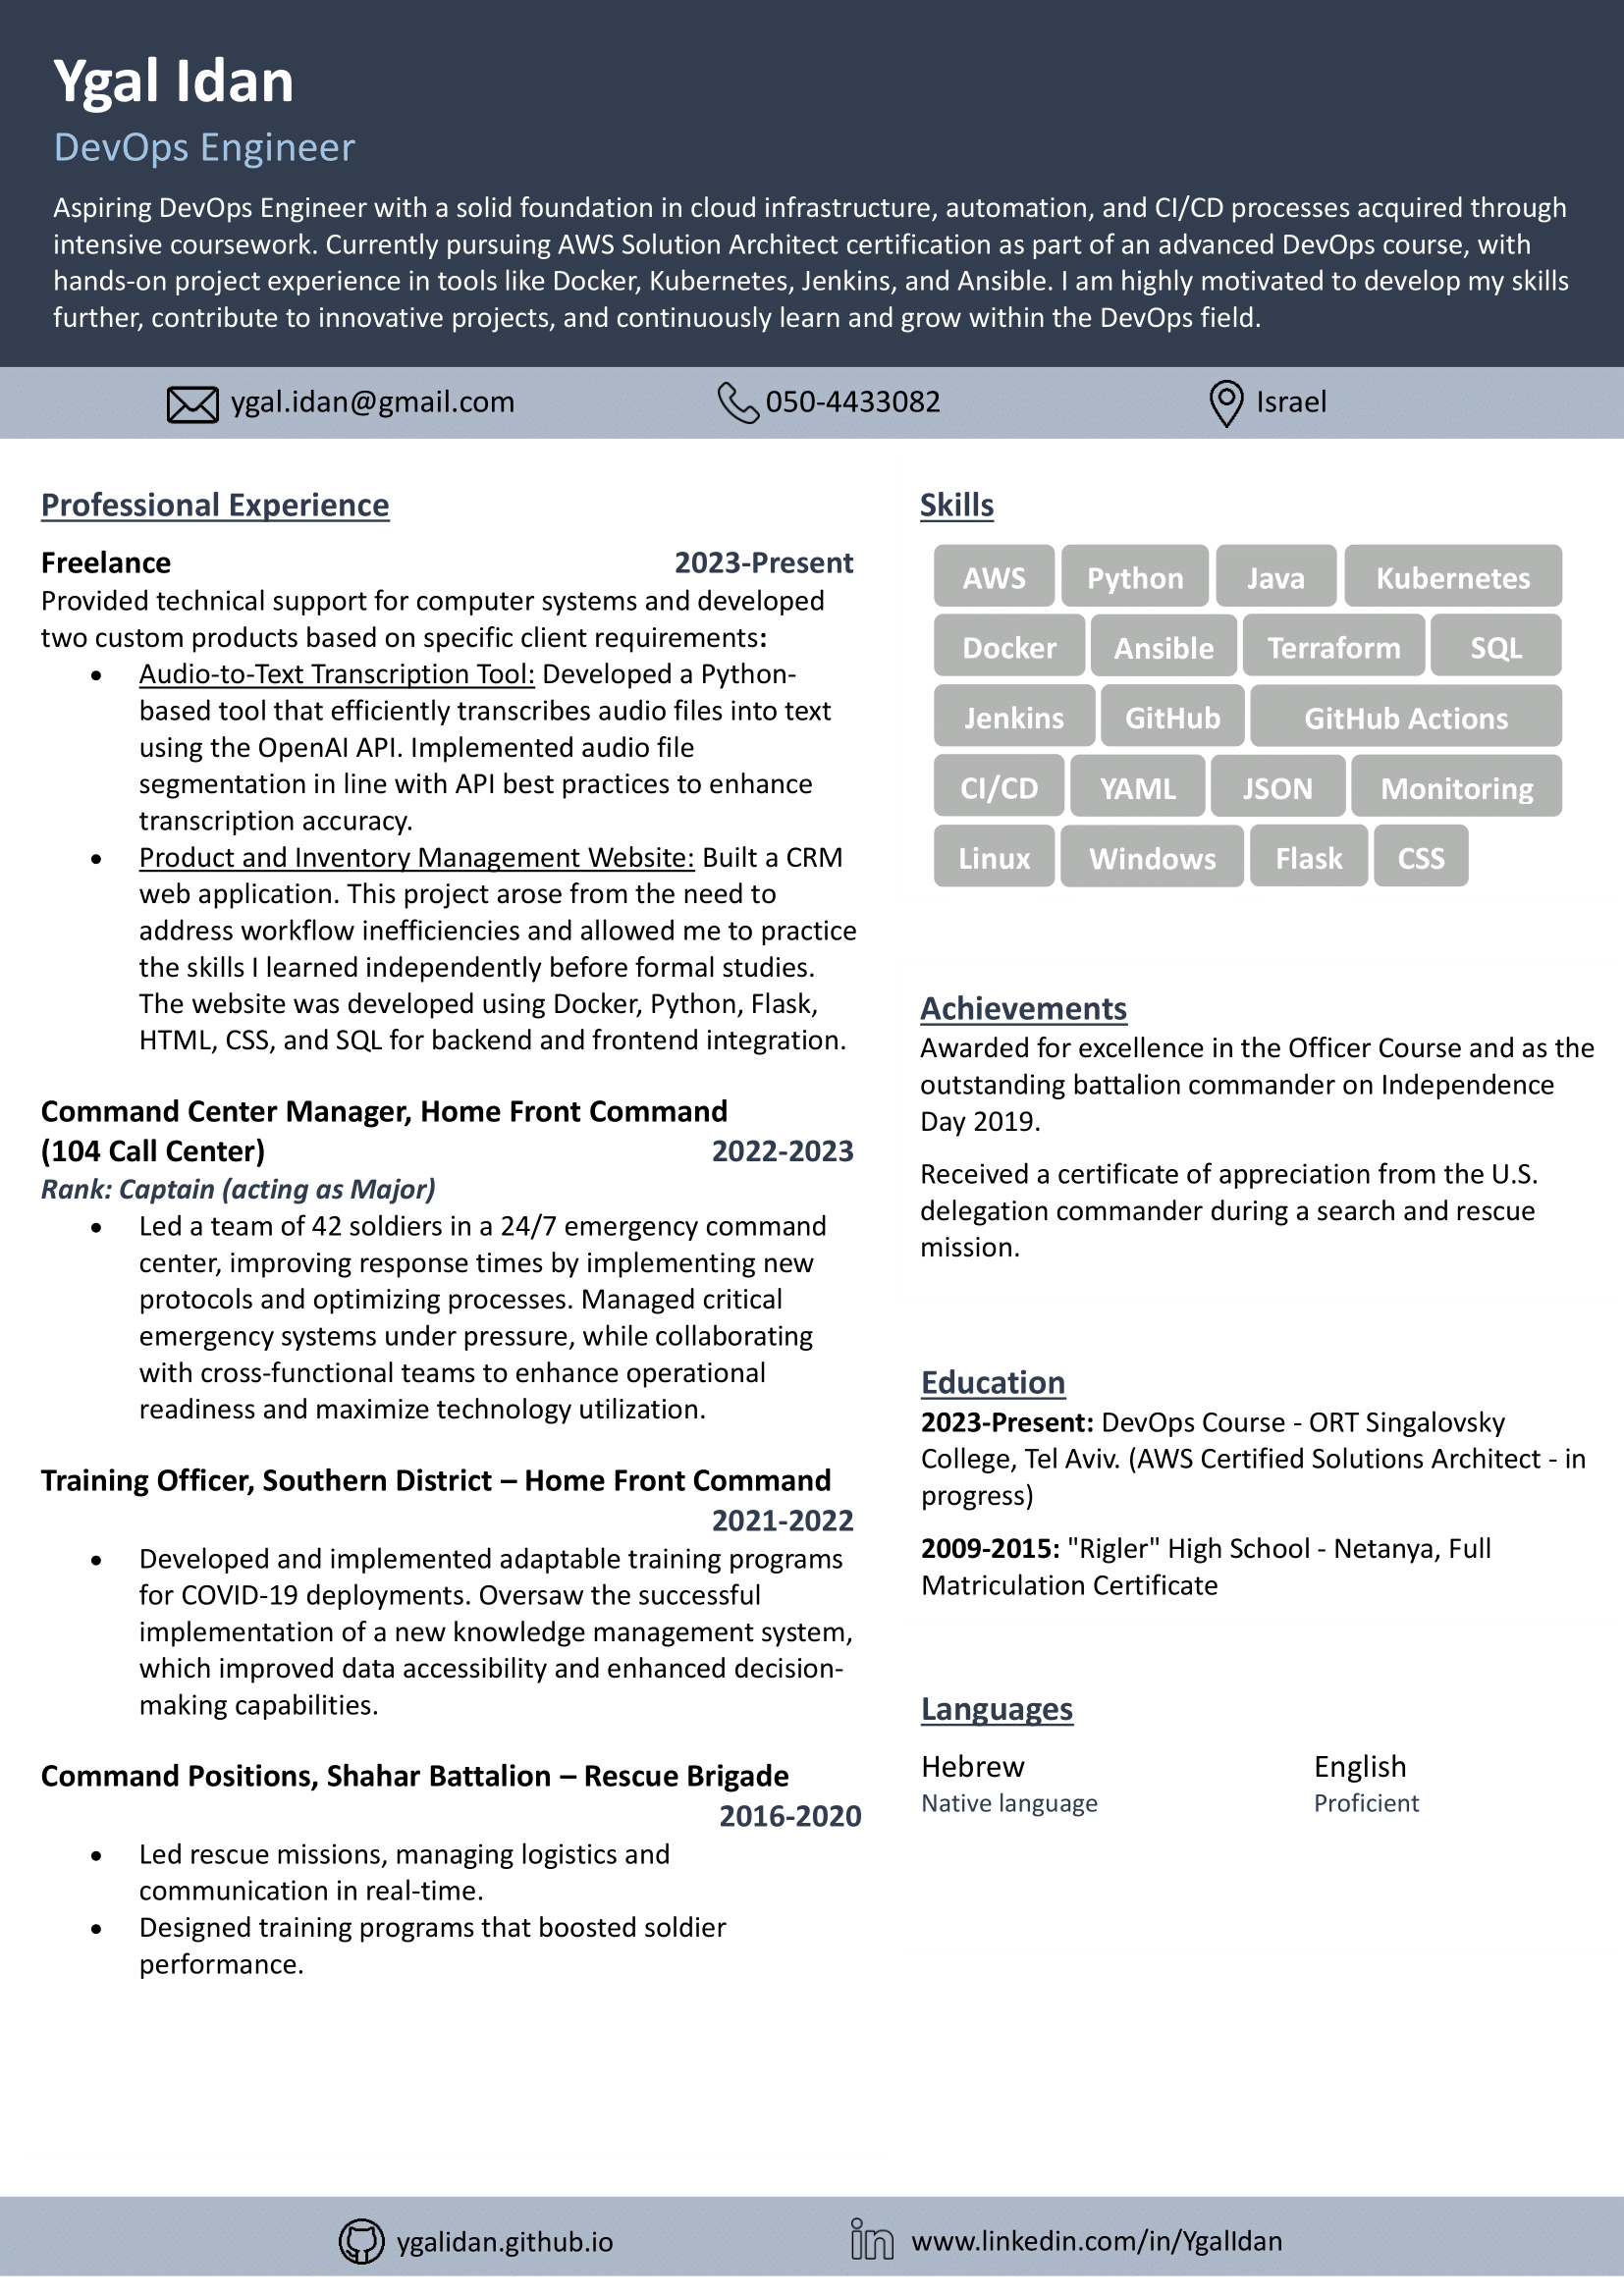 Ygal Idan
DevOps Engineer
Aspiring DevOps Engineer with a solid foundation in cloud infrastructure, automation, and CI/CD processes acquired through
intensive coursework. Currently pursuing AWS Solution Architect certification as part of an advanced DevOps course, with
hands-on project experience in tools like Docker, Kubernetes, Jenkins, and Ansible. I am highly motivated to develop my skills
further, contribute to innovative projects, and continuously learn and grow within the DevOps field.
ygal.idan@gmail.com 050-4433082 Israel
Professional Experience
Freelance 2023-Present
Provided technical support for computer systems and developed
two custom products based on specific client requirements:
• Audio-to-Text Transcription Tool: Developed a Python-
based tool that efficiently transcribes audio files into text
using the OpenAI API. Implemented audio file
segmentation in line with API best practices to enhance
transcription accuracy.
• Product and Inventory Management Website: Built a CRM
web application. This project arose from the need to
address workflow inefficiencies and allowed me to practice
the skills I learned independently before formal studies.
The website was developed using Docker, Python, Flask,
HTML, CSS, and SQL for backend and frontend integration.
Command Center Manager, Home Front Command
(104 Call Center) 2022-2023
Rank: Captain (acting as Major)
• Led a team of 42 soldiers in a 24/7 emergency command
center, improving response times by implementing new
protocols and optimizing processes. Managed critical
emergency systems under pressure, while collaborating
with cross-functional teams to enhance operational
readiness and maximize technology utilization.
Training Officer, Southern District – Home Front Command
2021-2022
• Developed and implemented adaptable training programs
for COVID-19 deployments. Oversaw the successful
implementation of a new knowledge management system,
which improved data accessibility and enhanced decision-
making capabilities.
Command Positions, Shahar Battalion – Rescue Brigade
2016-2020
• Led rescue missions, managing logistics and
communication in real-time.
• Designed training programs that boosted soldier
performance.
Skills
AWS Python Java Kubernetes
Docker Ansible Terraform SQL
Jenkins GitHub GitHub Actions
CI/CD YAML JSON Monitoring
Linux Windows Flask CSS
Achievements
Awarded for excellence in the Officer Course and as the
outstanding battalion commander on Independence
Day 2019.
Received a certificate of appreciation from the U.S.
delegation commander during a search and rescue
mission.
Education
2023-Present: DevOps Course - ORT Singalovsky
College, Tel Aviv. (AWS Certified Solutions Architect - in
progress)
2009-2015: "Rigler" High School - Netanya, Full
Matriculation Certificate
Languages
Hebrew English
Native language Proficient
ygalidan.github.io www.linkedin.com/in/YgalIdan